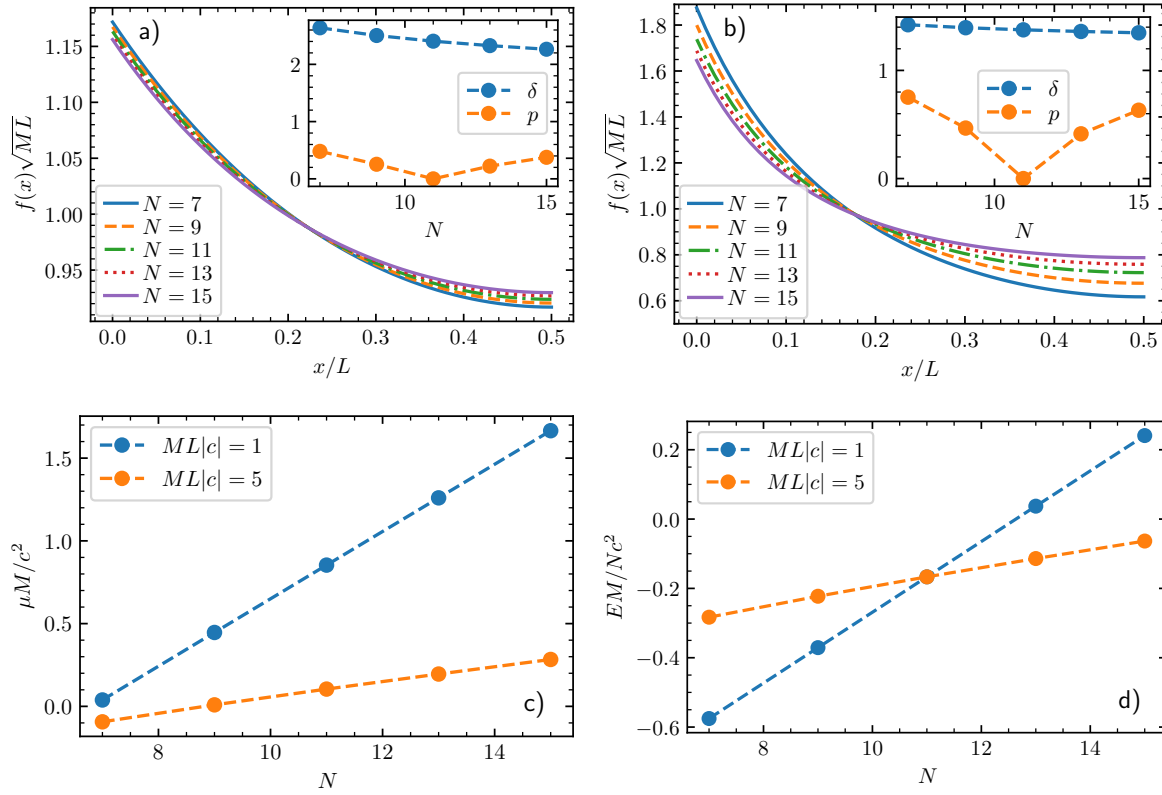 a)
f(x)√ML
1.15
1.10
1.05
1.00
0.95
0.0 0.1 0.2 0.3 0.4 0.5
x/L
N = 7
N = 9
N = 11
N = 13
N = 15
2
0
δ
p
10 15
N
b)
f(x)√ML
1.8
1.6
1.4
1.2
1.0
0.8
0.6
0.0 0.1 0.2 0.3 0.4 0.5
x/L
N = 7
N = 9
N = 11
N = 13
N = 15
1
0
δ
p
10 15
N
μM/c²
1.5
1.0
0.5
0.0
ML|c| = 1
ML|c| = 5
c)
8 10 12 14
N
EM/Nc²
0.2
0.0
−0.2
−0.4
−0.6
ML|c| = 1
ML|c| = 5
d)
8 10 12 14
N